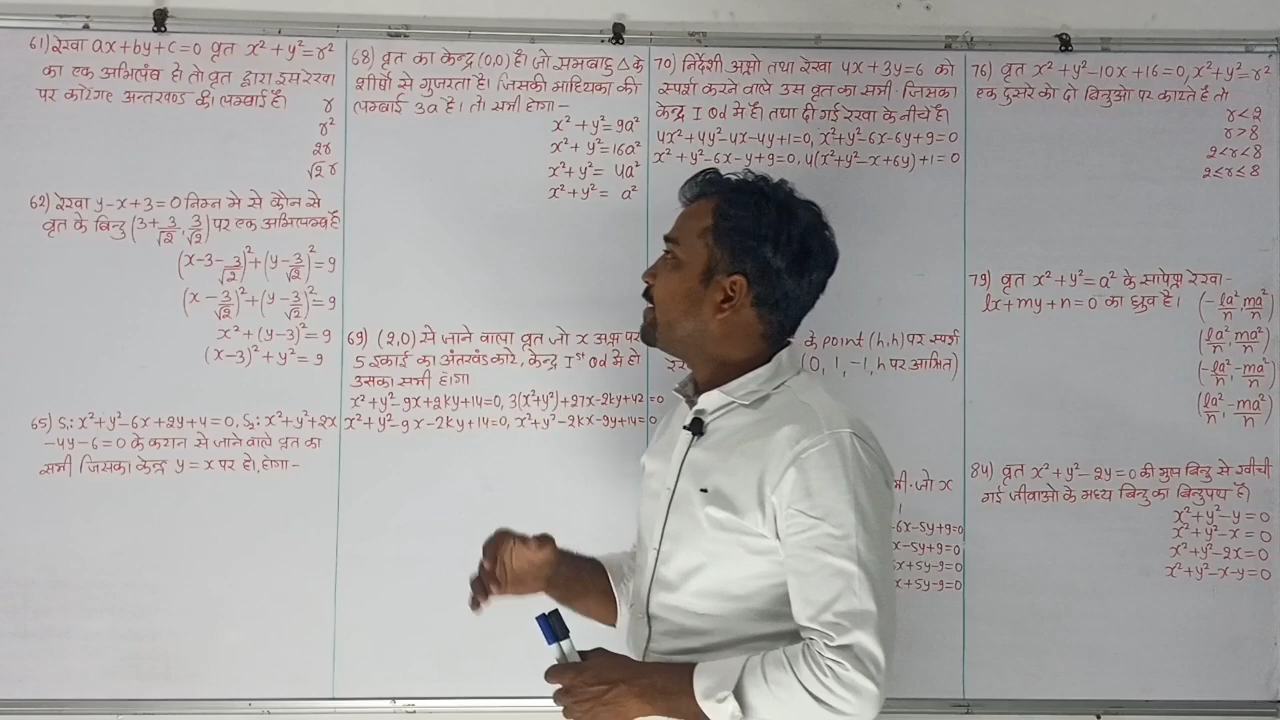 61) रेखा ax+by+c=0 वृत x²+y²=r²
का एक अभिलंब हो तो वृत द्वारा इस रेखा
पर काटे गए अन्तरखण्ड की लम्बाई है।
r
r²
2r
√2 r
62) रेखा y-x+3=0 निम्न मे से कौन से
वृत के बिन्दु (3+3/√2, 3/√2) पर एक अभिलम्ब है
(x-3-3/√2)²+(y-3/√2)²=9
(x-3/√2)²+(y-3/√2)²=9
x²+(y-3)²=9
(x-3)²+y²=9
65) S₁: x²+y²-6x+2y+4=0, S₂: x²+y²+2x
-4y-6=0 के कटान से जाने वाले वृत का
समी जिसका केन्द्र y=x पर हो, होगा-
68) वृत का केन्द्र (0,0) है। जो समबाहु △ के
शीर्षो से गुजरता है। जिसकी माध्यिका की
लम्बाई 3a है। तो समी होगा-
x²+y²=9a²
x²+y²=16a²
x²+y²= 4a²
x²+y²= a²
69) (2,0) से जाने वाला वृत जो x अक्ष पर
5 इकाई का अंतरखंड काटे, केन्द्र Iˢᵗ Qd मे हो
उसका समी होगा
x²+y²-9x+2ky+14=0, 3(x²+y²)+27x-2ky+42=0
x²+y²-9x-2ky+14=0, x²+y²-2kx-9y+14=0
70) निर्देशी अक्षो तथा रेखा 4x+3y=6 को
स्पर्श करने वाले उस वृत का समी. जिसका
केन्द्र I Qd मे है। तथा दी गई रेखा के नीचे है।
4x²+4y²-4x-4y+1=0, x²+y²-6x-6y+9=0
x²+y²-6x-y+9=0, 4(x²+y²-x+6y)+1=0
के point (h,h) पर स्पर्श
(0, 1, -1, h पर आश्रित)
जो x
-6x-5y+9=0
x-5y+9=0
x+5y-9=0
x+5y-9=0
76) वृत x²+y²-10x+16=0, x²+y²=r²
एक दुसरे को दो बिन्दुओ पर काटते है तो
r<2
r>8
2<r<8
2≤r≤8
79) वृत x²+y²=a² के सापेक्ष रेखा-
lx+my+n=0 का ध्रुव है।
(-la²/n, ma²/n)
(la²/n, ma²/n)
(-la²/n, -ma²/n)
(la²/n, -ma²/n)
84) वृत x²+y²-2y=0 की मुल बिन्दु से खीची
गई जीवाओ के मध्य बिन्दु का बिन्दुपथ है।
x²+y²-y=0
x²+y²-x=0
x²+y²-2x=0
x²+y²-x-y=0